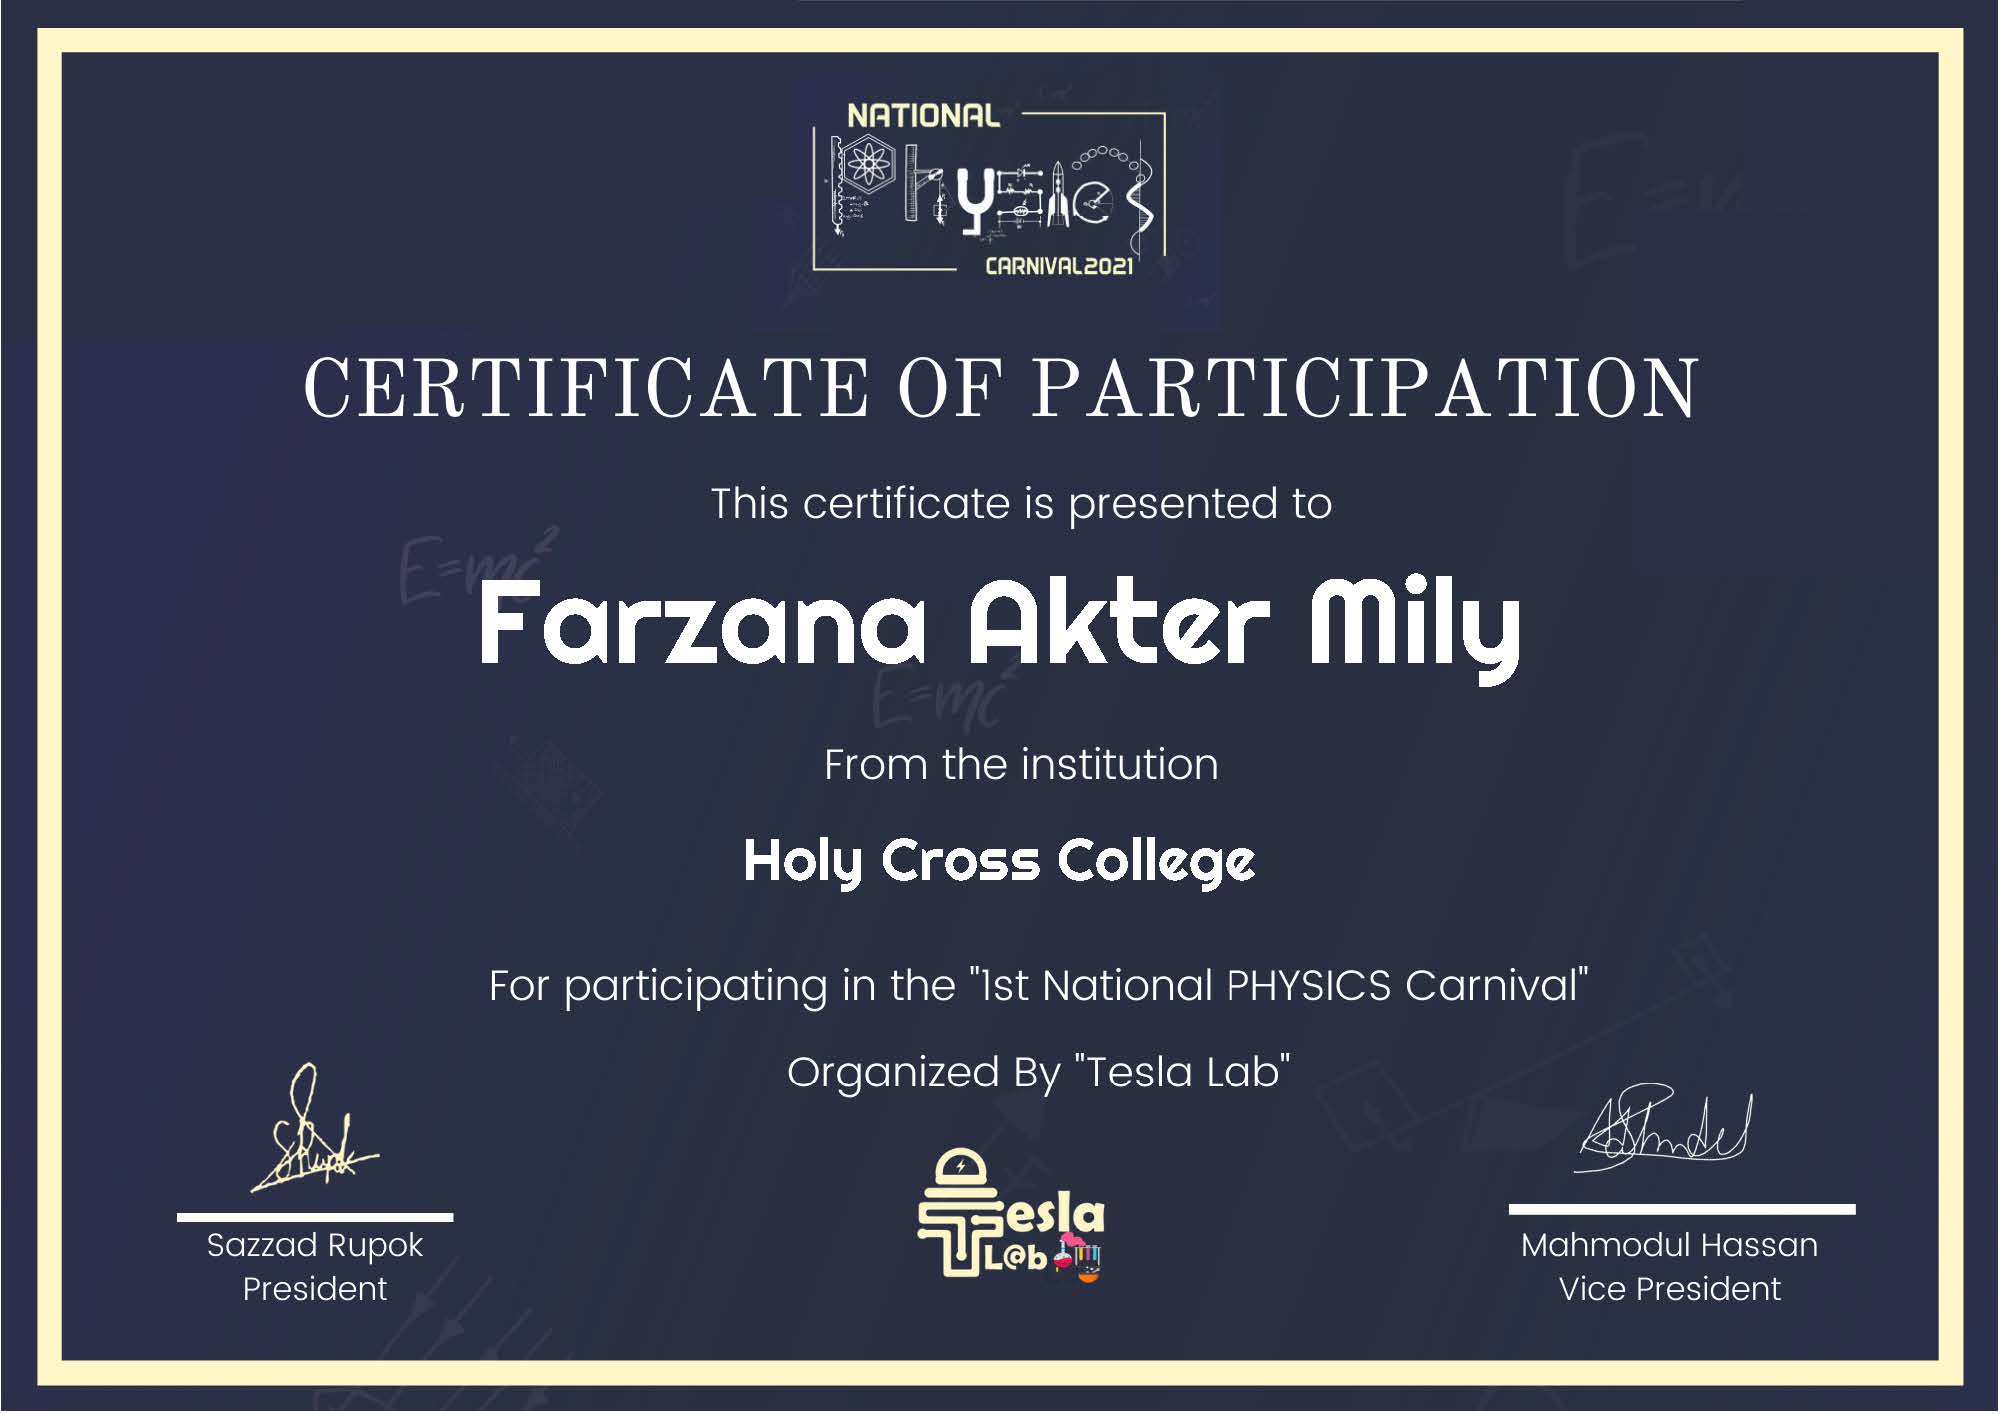 NATIONAL
Physics
CARNIVAL2021
CERTIFICATE OF PARTICIPATION
This certificate is presented to
E=mc²
Farzana Akter Mily
E=mc²
From the institution
Holy Cross College
For participating in the "1st National PHYSICS Carnival"
Organized By "Tesla Lab"
Tesla
L@b
Sazzad Rupok
President
Mahmodul Hassan
Vice President